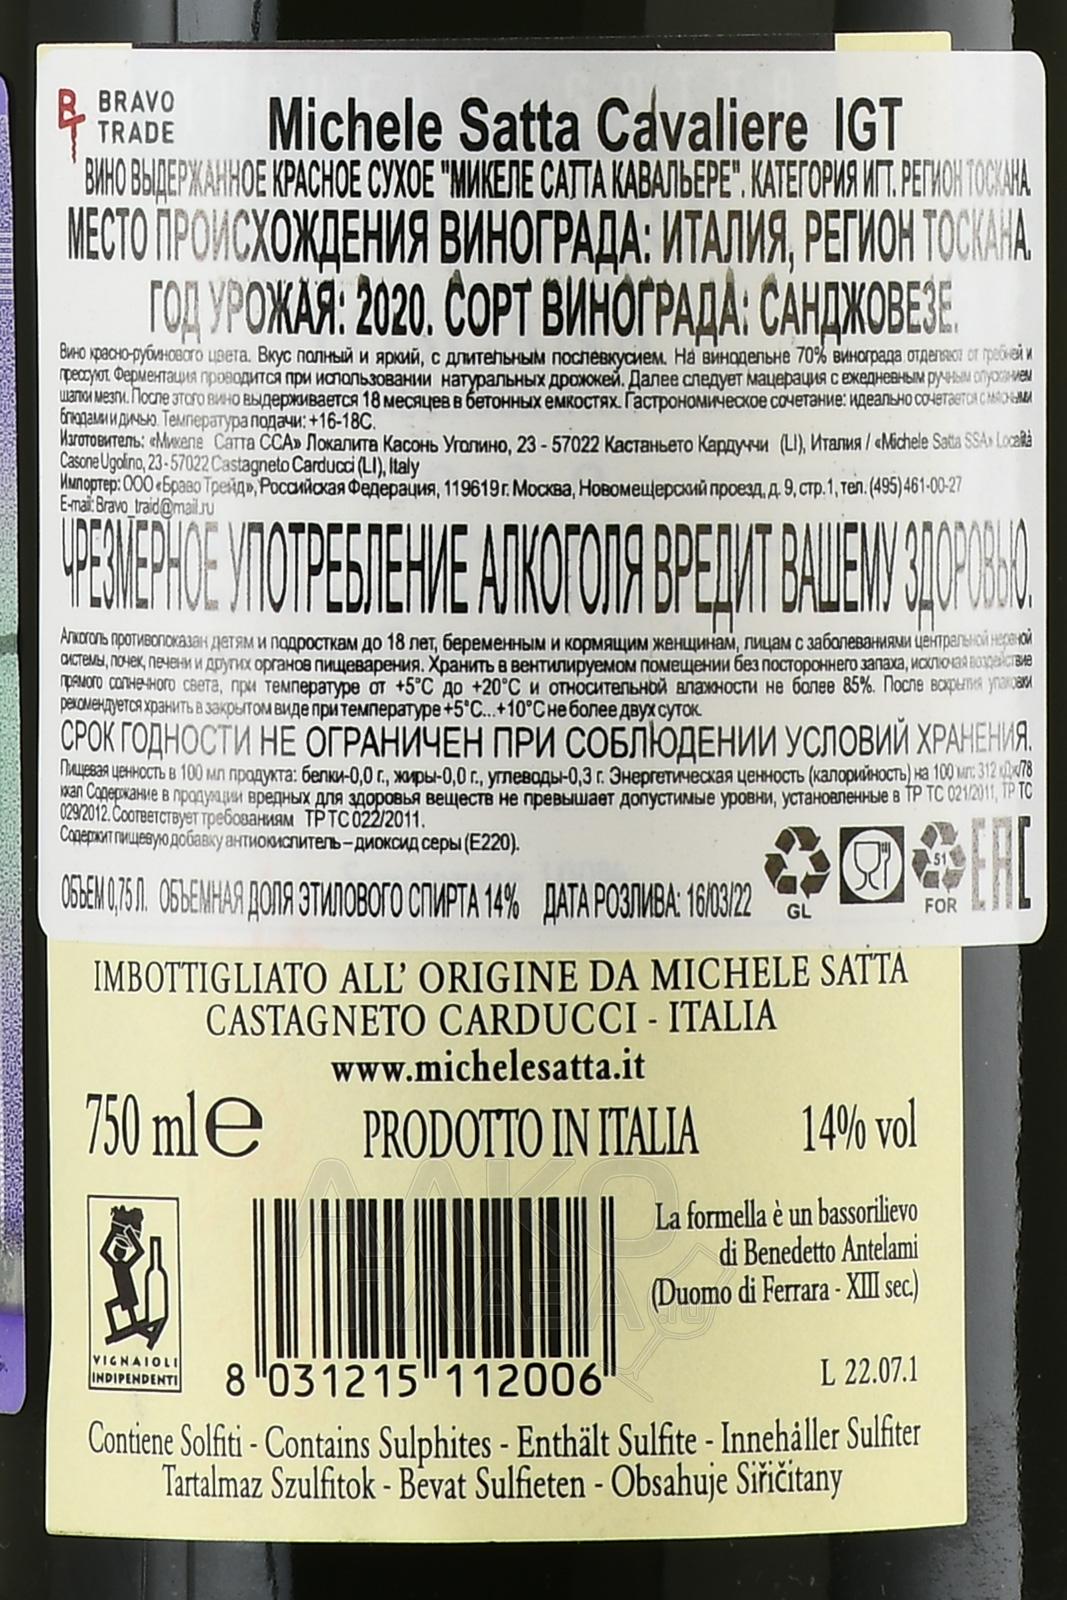 BRAVO
TRADE
Michele Satta Cavaliere IGT
ВИНО ВЫДЕРЖАННОЕ КРАСНОЕ СУХОЕ "МИКЕЛЕ САТТА КАВАЛЬЕРЕ". КАТЕГОРИЯ ИГТ. РЕГИОН ТОСКАНА.
МЕСТО ПРОИСХОЖДЕНИЯ ВИНОГРАДА: ИТАЛИЯ, РЕГИОН ТОСКАНА.
ГОД УРОЖАЯ: 2020. СОРТ ВИНОГРАДА: САНДЖОВЕЗЕ.
Вино красно-рубинового цвета. Вкус полный и яркий, с длительным послевкусием. На винодельне 70% винограда отделяют от гребней и
прессуют. Ферментация проводится при использовании натуральных дрожжей. Далее следует мацерация с ежедневным ручным опусканием
шапки мезги. После этого вино выдерживается 18 месяцев в бетонных емкостях. Гастрономическое сочетание: идеально сочетается с мясными
блюдами и дичью. Температура подачи: +16-18С.
Изготовитель: «Микеле Сатта ССА» Локалита Касонь Уголино, 23 - 57022 Кастаньето Кардуччи (LI), Италия / «Michele Satta SSA» Località
Casone Ugolino, 23 - 57022 Castagneto Carducci (LI), Italy
Импортер: ООО «Браво Трейд», Российская Федерация, 119619 г. Москва, Новомещерский проезд, д. 9, стр.1, тел. (495) 461-00-27
E-mail: Bravo_traid@mail.ru
ЧРЕЗМЕРНОЕ УПОТРЕБЛЕНИЕ АЛКОГОЛЯ ВРЕДИТ ВАШЕМУ ЗДОРОВЬЮ.
Алкоголь противопоказан детям и подросткам до 18 лет, беременным и кормящим женщинам, лицам с заболеваниями центральной нервной
системы, почек, печени и других органов пищеварения. Хранить в вентилируемом помещении без постороннего запаха, исключая воздействие
прямого солнечного света, при температуре от +5°С до +20°С и относительной влажности не более 85%. После вскрытия упаковки
рекомендуется хранить в закрытом виде при температуре +5°С...+10°С не более двух суток.
СРОК ГОДНОСТИ НЕ ОГРАНИЧЕН ПРИ СОБЛЮДЕНИИ УСЛОВИЙ ХРАНЕНИЯ.
Пищевая ценность в 100 мл продукта: белки-0,0 г., жиры-0,0 г., углеводы-0,3 г. Энергетическая ценность (калорийность) на 100 мл: 312 кДж/78
ккал Содержание в продукции вредных для здоровья веществ не превышает допустимые уровни, установленные в ТР ТС 021/2011, ТР ТС
029/2012. Соответствует требованиям ТР ТС 022/2011.
Содержит пищевую добавку антиокислитель – диоксид серы (Е220).
ОБЪЕМ 0,75 Л. ОБЪЕМНАЯ ДОЛЯ ЭТИЛОВОГО СПИРТА 14% ДАТА РОЗЛИВА: 16/03/22
GL
51
FOR
EAC
IMBOTTIGLIATO ALL' ORIGINE DA MICHELE SATTA
CASTAGNETO CARDUCCI - ITALIA
www.michelesatta.it
750 ml e PRODOTTO IN ITALIA 14% vol
VIGNAIOLI
INDIPENDENTI
8 031215 112006
La formella è un bassorilievo
di Benedetto Antelami
(Duomo di Ferrara - XIII sec.)
L 22.07.1
Contiene Solfiti - Contains Sulphites - Enthält Sulfite - Innehåller Sulfiter
Tartalmaz Szulfitok - Bevat Sulfieten - Obsahuje Siřičitany
АЛКО
ПЛАЗА.ru